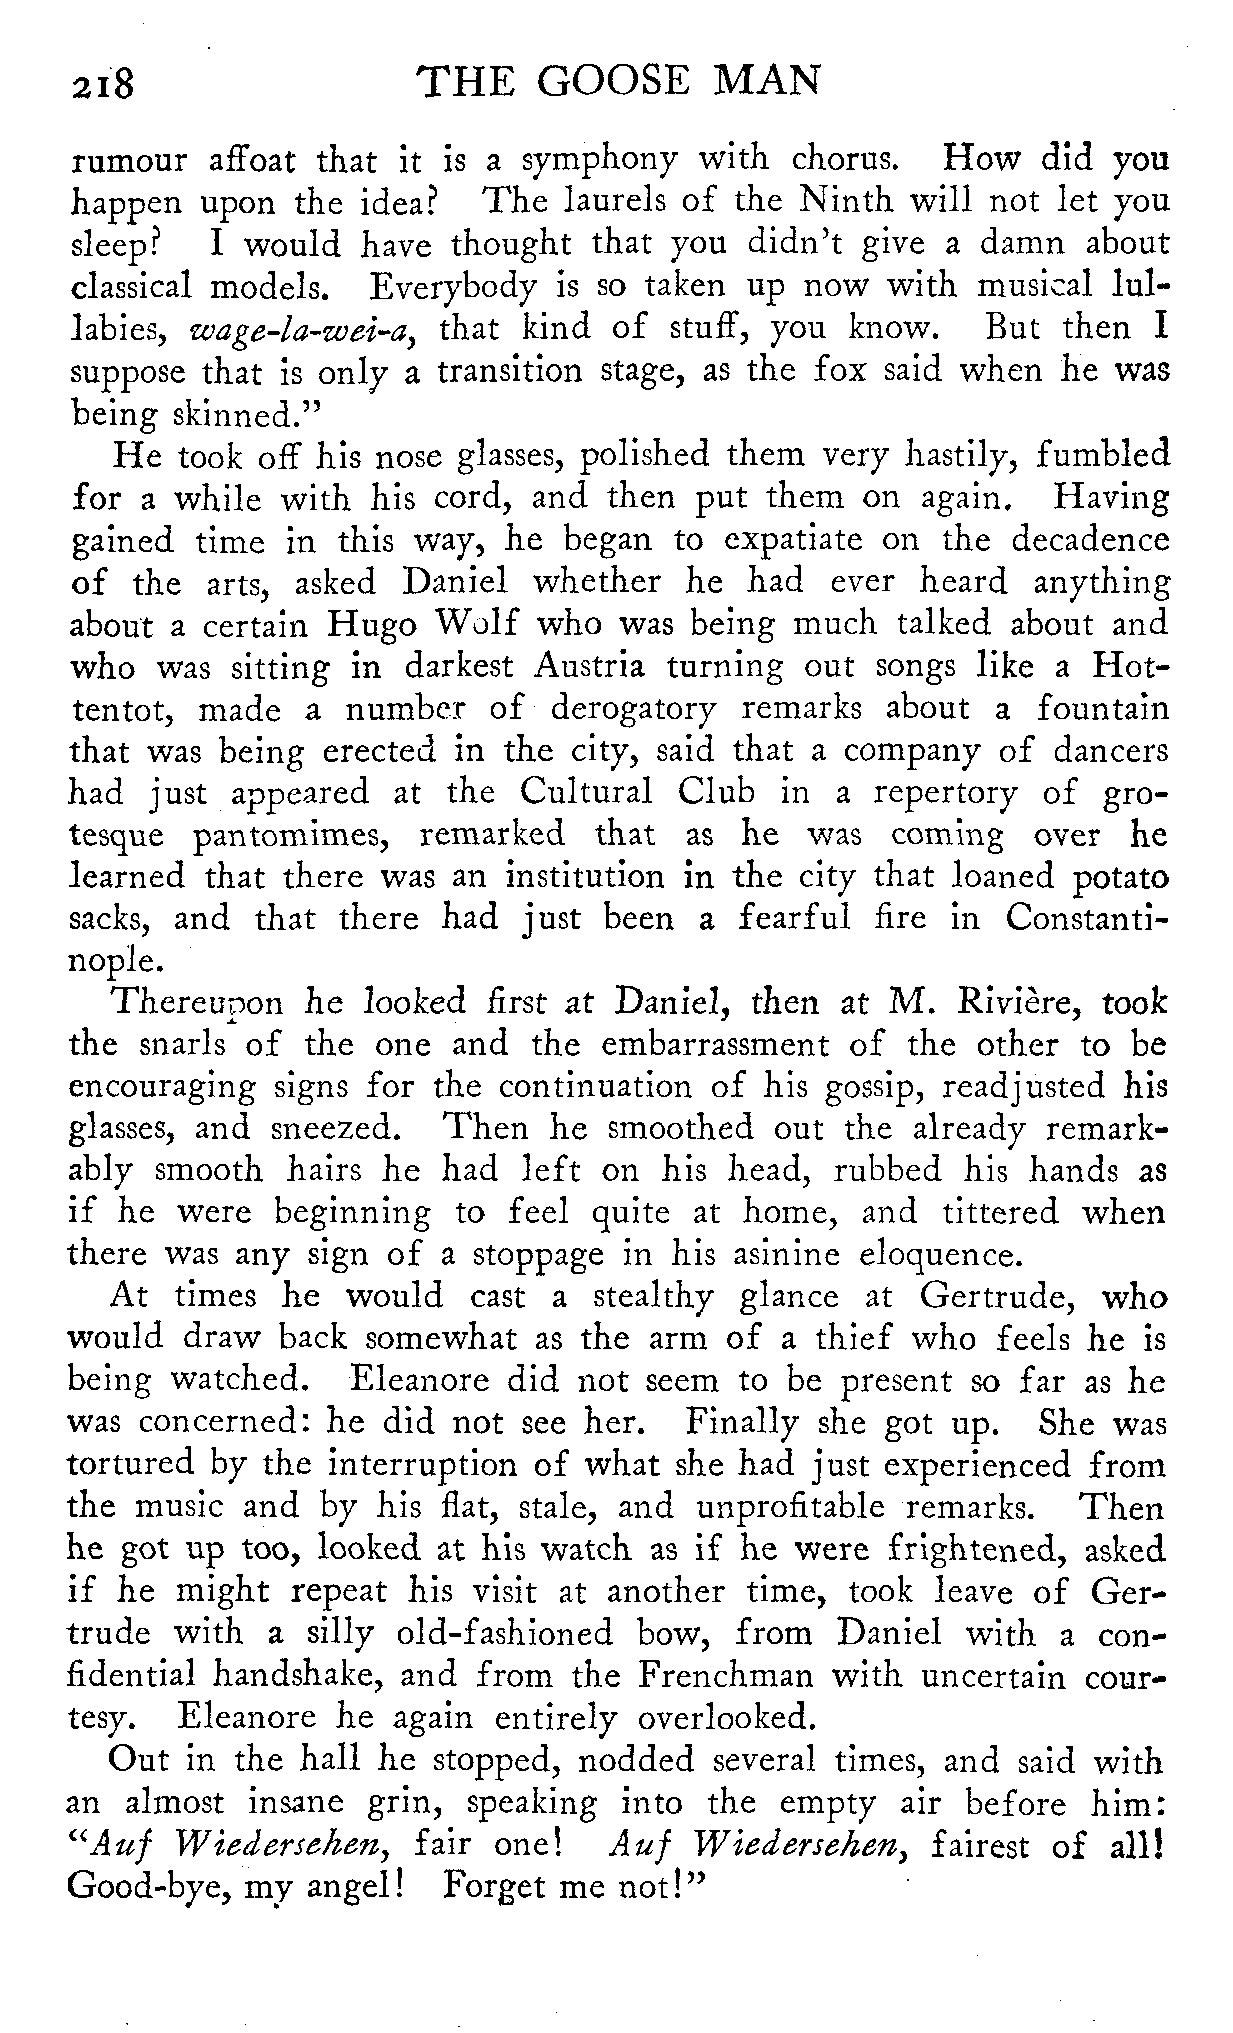 218 THE GOOSE MAN
rumour affoat that it is a symphony with chorus. How did you
happen upon the idea? The laurels of the Ninth will not let you
sleep? I would have thought that you didn't give a damn about
classical models. Everybody is so taken up now with musical lul-
labies, wage-la-wei-a, that kind of stuff, you know. But then I
suppose that is only a transition stage, as the fox said when he was
being skinned."
He took off his nose glasses, polished them very hastily, fumbled
for a while with his cord, and then put them on again. Having
gained time in this way, he began to expatiate on the decadence
of the arts, asked Daniel whether he had ever heard anything
about a certain Hugo Wolf who was being much talked about and
who was sitting in darkest Austria turning out songs like a Hot-
tentot, made a number of derogatory remarks about a fountain
that was being erected in the city, said that a company of dancers
had just appeared at the Cultural Club in a repertory of gro-
tesque pantomimes, remarked that as he was coming over he
learned that there was an institution in the city that loaned potato
sacks, and that there had just been a fearful fire in Constanti-
nople.
Thereupon he looked first at Daniel, then at M. Rivière, took
the snarls of the one and the embarrassment of the other to be
encouraging signs for the continuation of his gossip, readjusted his
glasses, and sneezed. Then he smoothed out the already remark-
ably smooth hairs he had left on his head, rubbed his hands as
if he were beginning to feel quite at home, and tittered when
there was any sign of a stoppage in his asinine eloquence.
At times he would cast a stealthy glance at Gertrude, who
would draw back somewhat as the arm of a thief who feels he is
being watched. Eleanore did not seem to be present so far as he
was concerned: he did not see her. Finally she got up. She was
tortured by the interruption of what she had just experienced from
the music and by his flat, stale, and unprofitable remarks. Then
he got up too, looked at his watch as if he were frightened, asked
if he might repeat his visit at another time, took leave of Ger-
trude with a silly old-fashioned bow, from Daniel with a con-
fidential handshake, and from the Frenchman with uncertain cour-
tesy. Eleanore he again entirely overlooked.
Out in the hall he stopped, nodded several times, and said with
an almost insane grin, speaking into the empty air before him:
"Auf Wiedersehen, fair one! Auf Wiedersehen, fairest of all!
Good-bye, my angel! Forget me not!"